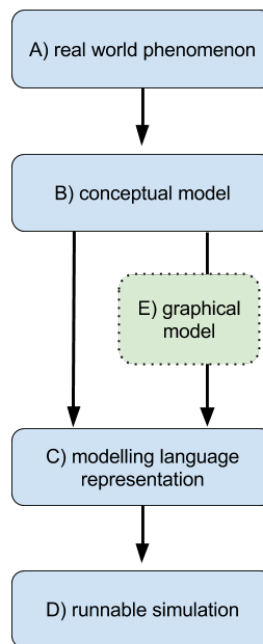 A) real world phenomenon
B) conceptual model
E) graphical
model
C) modelling language
representation
D) runnable simulation